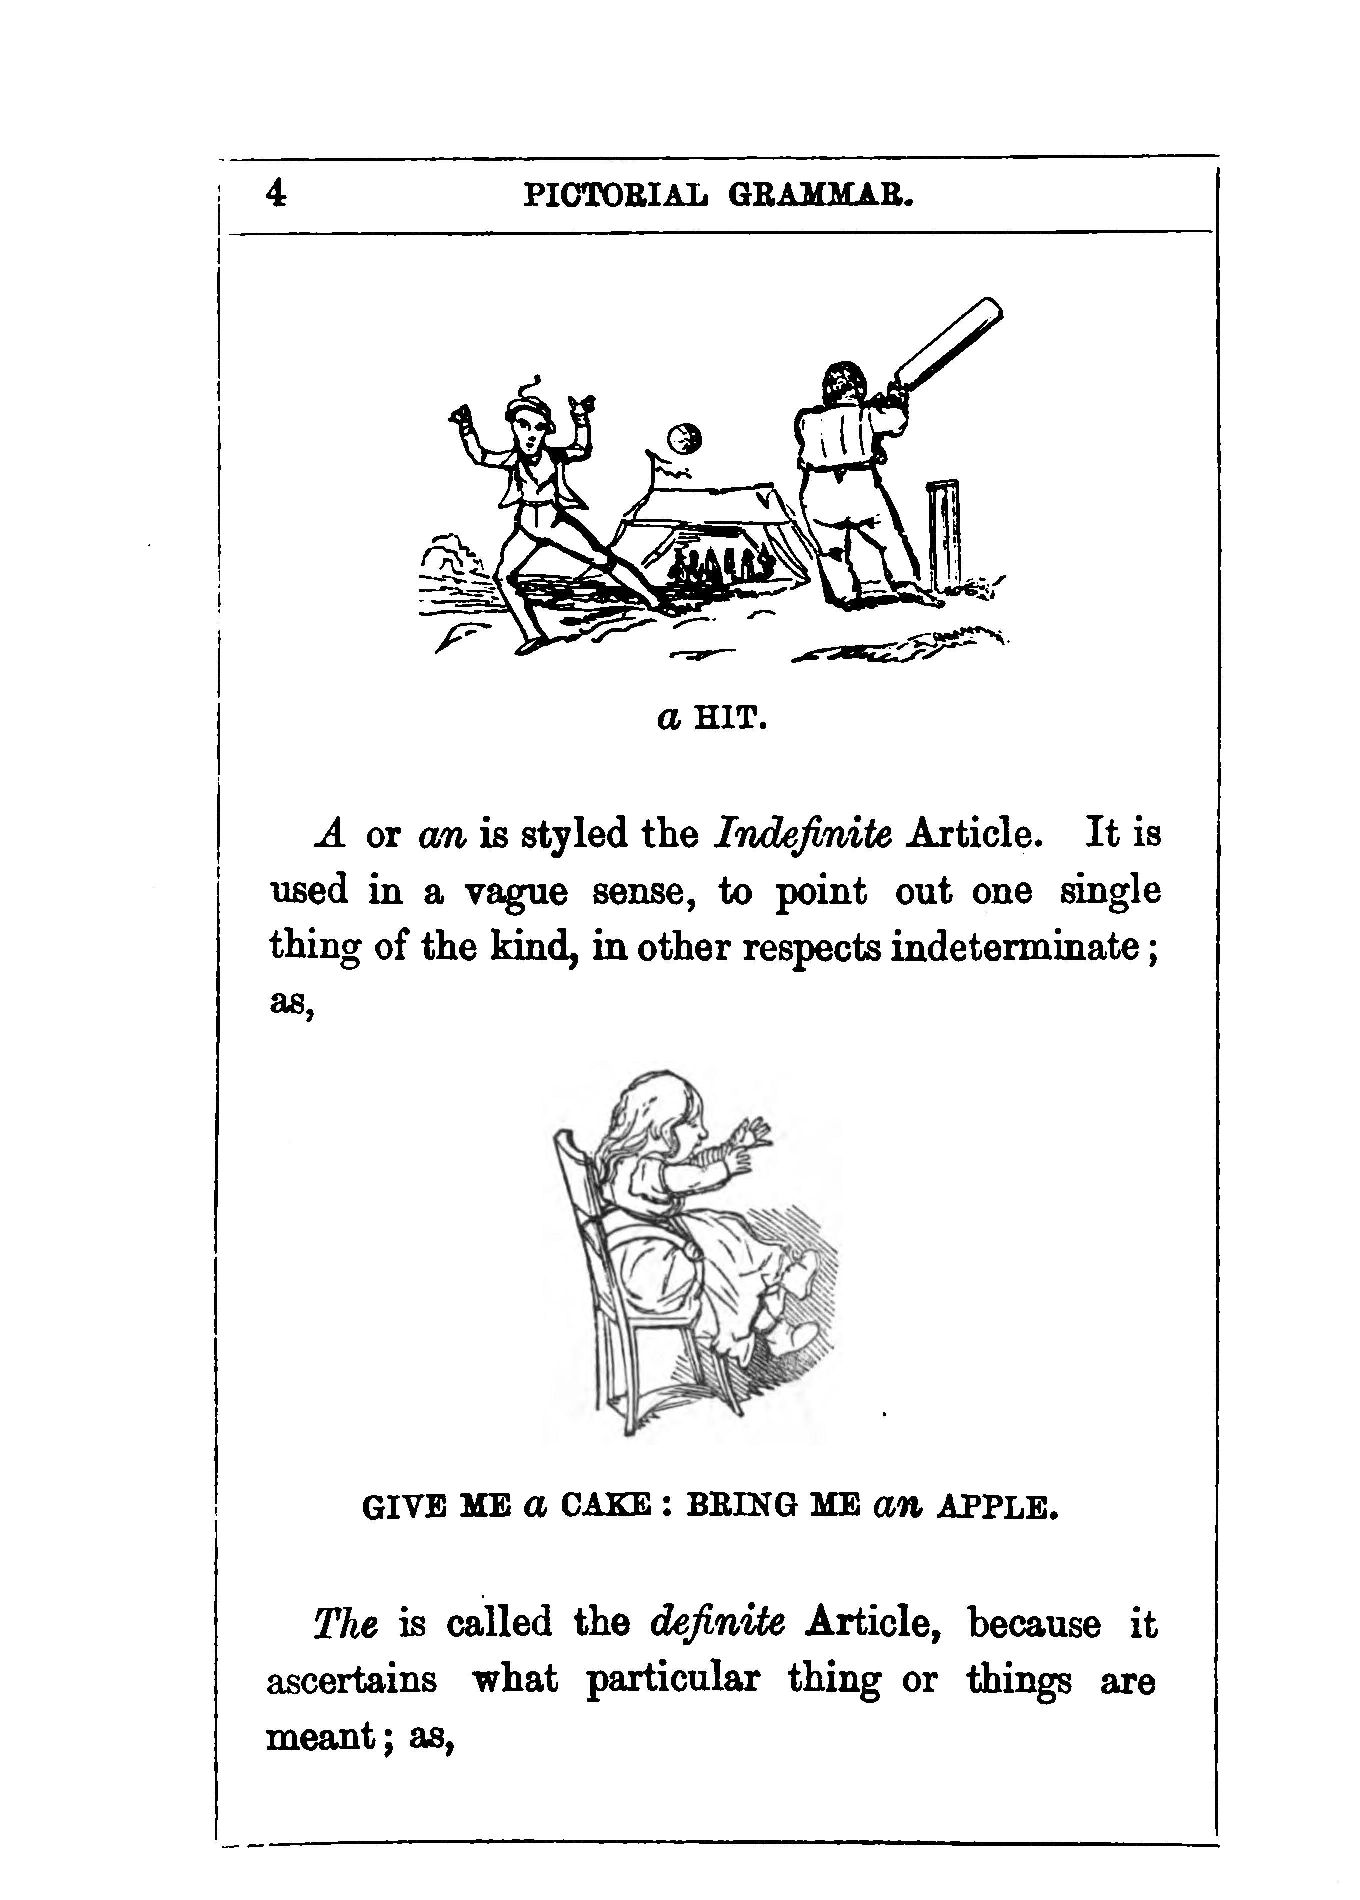 4 PICTORIAL GRAMMAR.
a HIT.
A or an is styled the Indefinite Article. It is
used in a vague sense, to point out one single
thing of the kind, in other respects indeterminate;
as,
GIVE ME a CAKE: BRING ME an APPLE.
The is called the definite Article, because it
ascertains what particular thing or things are
meant; as,